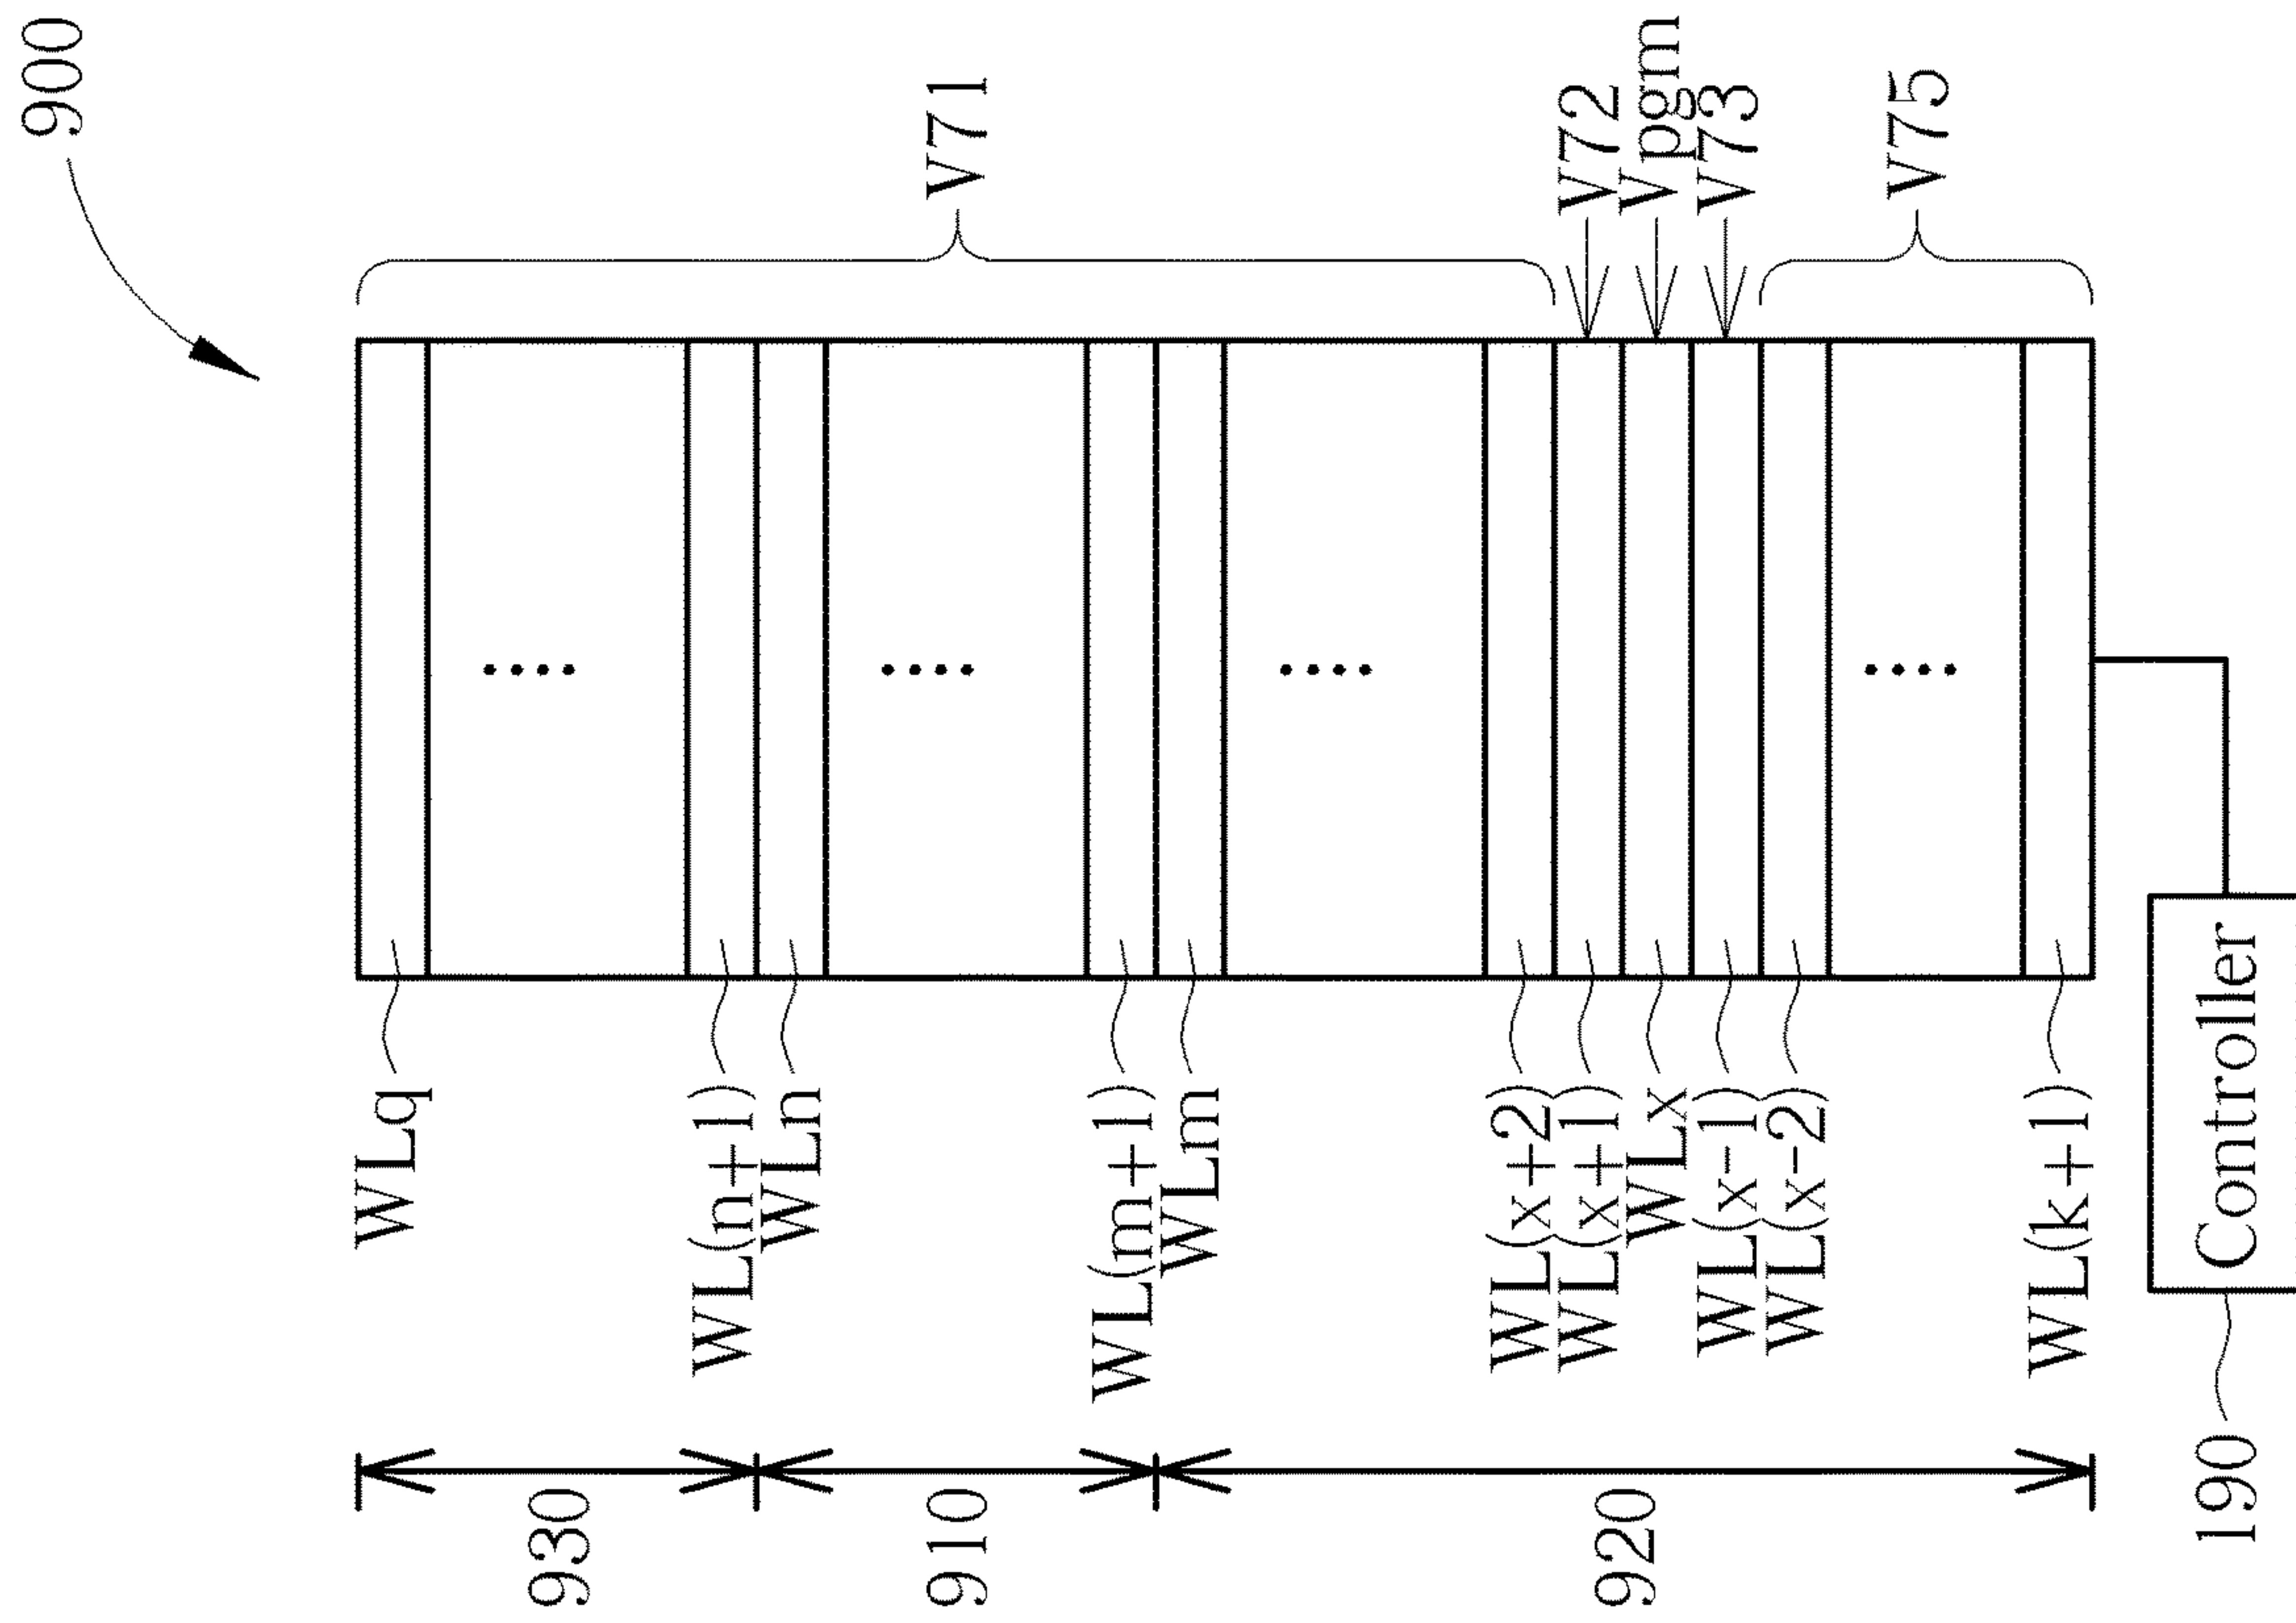 900
WLq
WL(n+1)
WLn
WL(m+1)
WLm
WL(x+2)
WL(x+1)
WLx
WL(x-1)
WL(x-2)
WL(k+1)
V71
V72
Vpgm
V73
V75
930
910
920
Controller
190